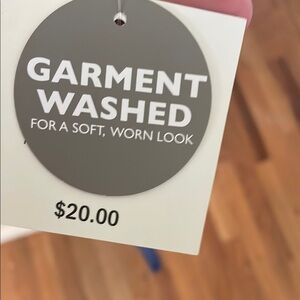 GARMENT
WASHED
FOR A SOFT, WORN LOOK
$20.00